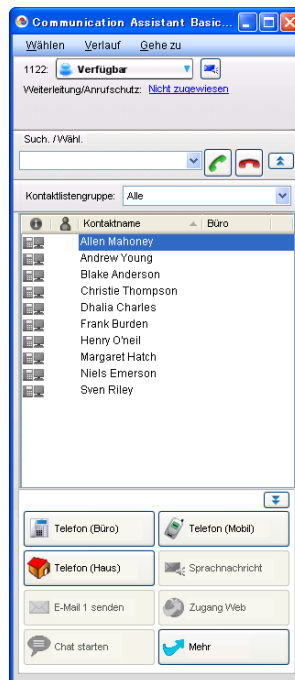 Communication Assistant Basic...
Wählen Verlauf Gehe zu
1122: Verfügbar
Weiterleitung/Anrufschutz: Nicht zugewiesen
Such. /Wähl.
Kontaktlistengruppe: Alle
Kontaktname Büro
Allen Mahoney
Andrew Young
Blake Anderson
Christie Thompson
Dhalia Charles
Frank Burden
Henry O'neil
Margaret Hatch
Niels Emerson
Sven Riley
Telefon (Büro) Telefon (Mobil)
Telefon (Haus) Sprachnachricht
E-Mail 1 senden Zugang Web
Chat starten Mehr